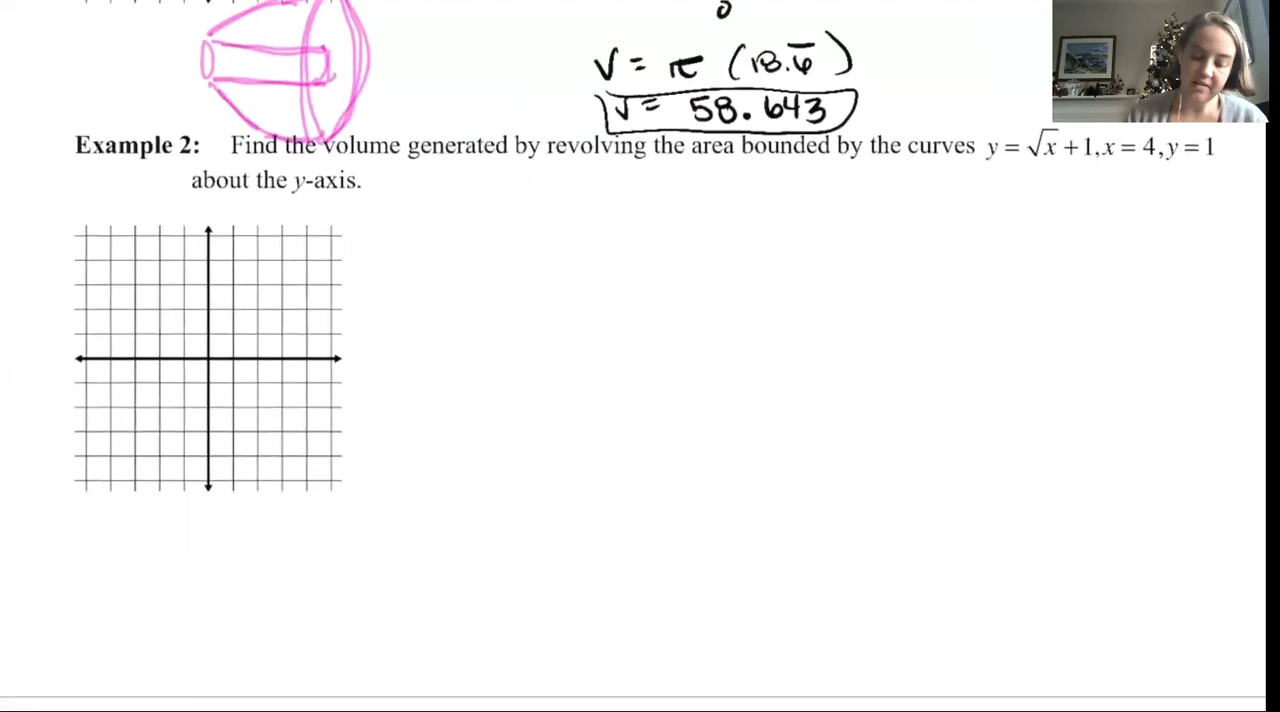 0
V = π (18.6̅)
V = 58.643
Example 2: Find the volume generated by revolving the area bounded by the curves y = √x + 1, x = 4, y = 1
about the y-axis.